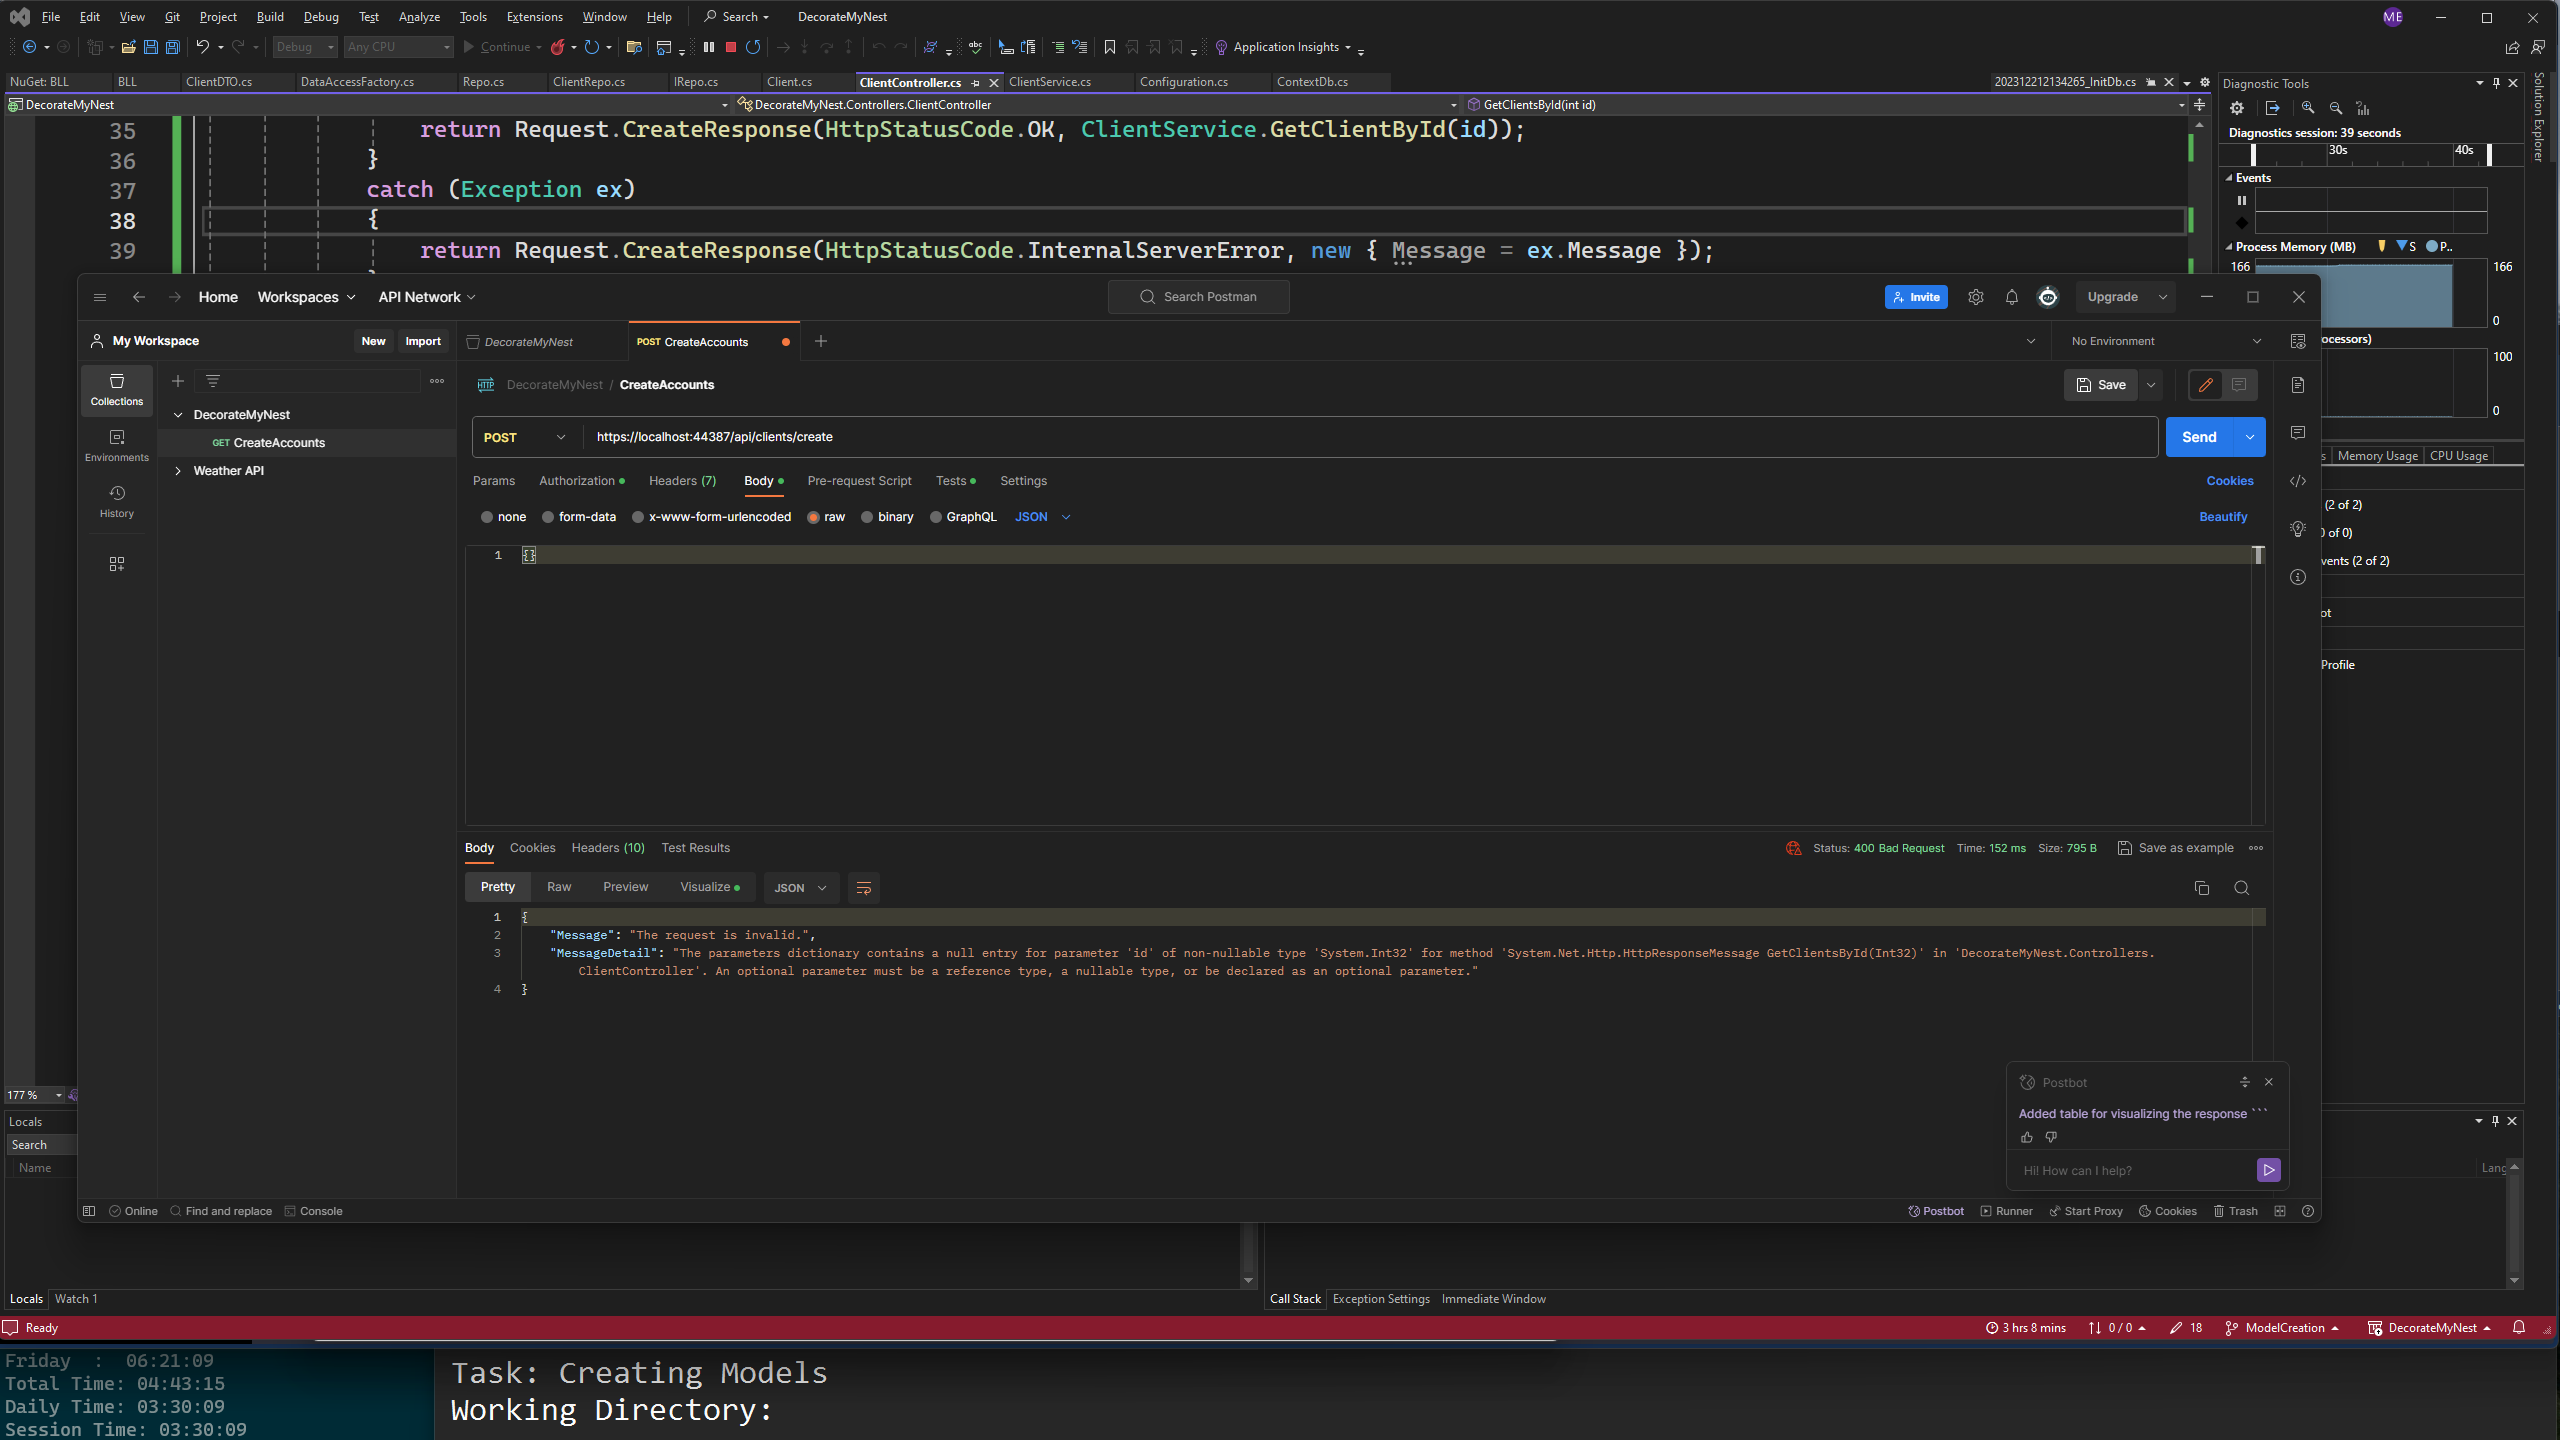 File Edit View Git Project Build Debug Test Analyze Tools Extensions Window Help Search DecorateMyNest ME
Debug Any CPU Continue Application Insights
NuGet: BLL BLL ClientDTO.cs DataAccessFactory.cs Repo.cs ClientRepo.cs IRepo.cs Client.cs ClientController.cs ClientService.cs Configuration.cs ContextDb.cs 202312212134265_InitDb.cs
DecorateMyNest DecorateMyNest.Controllers.ClientController GetClientsById(int id)
35 return Request.CreateResponse(HttpStatusCode.OK, ClientService.GetClientById(id));
36 }
37 catch (Exception ex)
38 {
39 return Request.CreateResponse(HttpStatusCode.InternalServerError, new { Message = ex.Message });
Diagnostic Tools
Diagnostics session: 39 seconds
30s 40s
Events
Process Memory (MB) S P..
166 166
0
ocessors)
100
0
s Memory Usage CPU Usage
(2 of 2)
0 of 0)
vents (2 of 2)
ot
Profile
Solution Explorer
Home Workspaces API Network Search Postman Invite Upgrade
My Workspace New Import DecorateMyNest POST CreateAccounts No Environment
Collections
Environments
History
DecorateMyNest
GET CreateAccounts
Weather API
HTTP DecorateMyNest / CreateAccounts Save
POST https://localhost:44387/api/clients/create Send
Params Authorization Headers (7) Body Pre-request Script Tests Settings Cookies
none form-data x-www-form-urlencoded raw binary GraphQL JSON Beautify
1 {}
Body Cookies Headers (10) Test Results Status: 400 Bad Request Time: 152 ms Size: 795 B Save as example
Pretty Raw Preview Visualize JSON
1 {
2 "Message": "The request is invalid.",
3 "MessageDetail": "The parameters dictionary contains a null entry for parameter 'id' of non-nullable type 'System.Int32' for method 'System.Net.Http.HttpResponseMessage GetClientsById(Int32)' in 'DecorateMyNest.Controllers.
ClientController'. An optional parameter must be a reference type, a nullable type, or be declared as an optional parameter."
4 }
Postbot
Added table for visualizing the response ```
Hi! How can I help?
Online Find and replace Console Postbot Runner Start Proxy Cookies Trash
177 %
Locals
Search
Name
Lang
Locals Watch 1 Call Stack Exception Settings Immediate Window
Ready 3 hrs 8 mins 0 / 0 18 ModelCreation DecorateMyNest
Friday : 06:21:09
Total Time: 04:43:15
Daily Time: 03:30:09
Session Time: 03:30:09
Task: Creating Models
Working Directory: